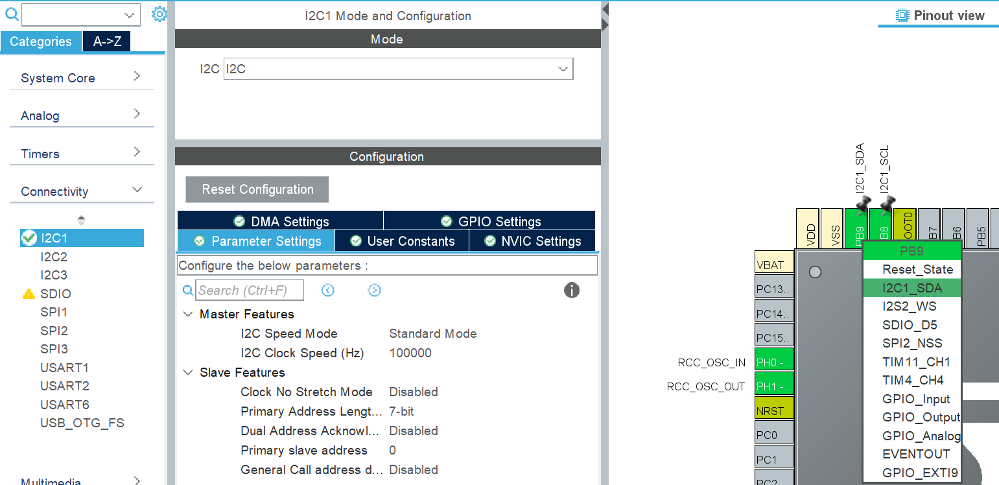 I2C1 Mode and Configuration
Pinout view
Categories
A->Z
Mode
System Core
I2C
I2C
Analog
Timers
Connectivity
I2C1
I2C2
I2C3
SDIO
SPI1
SPI2
SPI3
USART1
USART2
USART6
USB_OTG_FS
Multimedia
Configuration
Reset Configuration
DMA Settings
GPIO Settings
Parameter Settings
User Constants
NVIC Settings
Configure the below parameters :
Search (Ctrl+F)
Master Features
I2C Speed Mode
Standard Mode
I2C Clock Speed (Hz)
100000
Slave Features
Clock No Stretch Mode
Disabled
Primary Address Lengt...
7-bit
Dual Address Acknowl...
Disabled
Primary slave address
0
General Call address d...
Disabled
I2C1_SDA
I2C1_SCL
VDD
VSS
PB9
B8
OOT0
B7
B6
PB5
VBAT
PC13..
PC14..
PC15..
RCC_OSC_IN
PH0 -..
RCC_OSC_OUT
PH1 -..
NRST
PC0
PC1
PC2
PB9
Reset_State
I2C1_SDA
I2S2_WS
SDIO_D5
SPI2_NSS
TIM11_CH1
TIM4_CH4
GPIO_Input
GPIO_Output
GPIO_Analog
EVENTOUT
GPIO_EXTI9